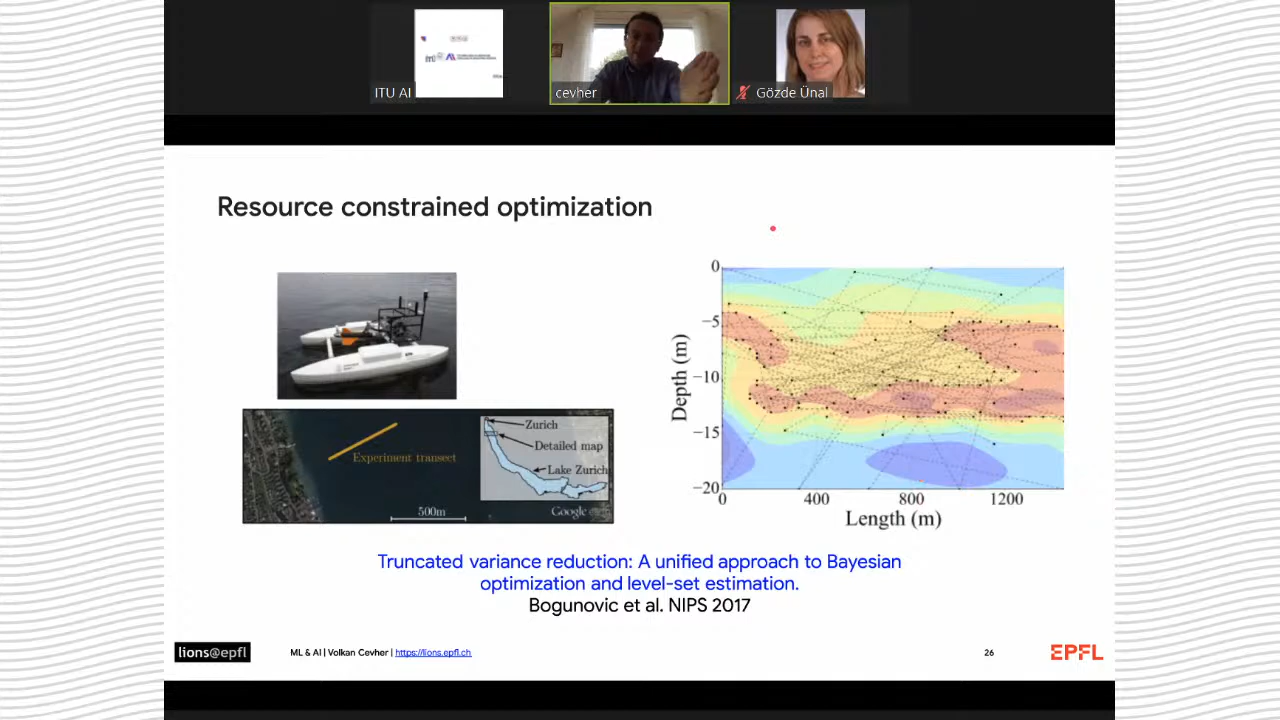 ITU AI
cevher
Gözde Ünal
Resource constrained optimization
Zurich
Detailed map
Experiment transect
Lake Zurich
500m
Google
0
−5
−10
−15
−20
Depth (m)
0 400 800 1200
Length (m)
Truncated variance reduction: A unified approach to Bayesian
optimization and level-set estimation.
Bogunovic et al. NIPS 2017
lions@epfl
ML & AI | Volkan Cevher | https://lions.epfl.ch
26
EPFL